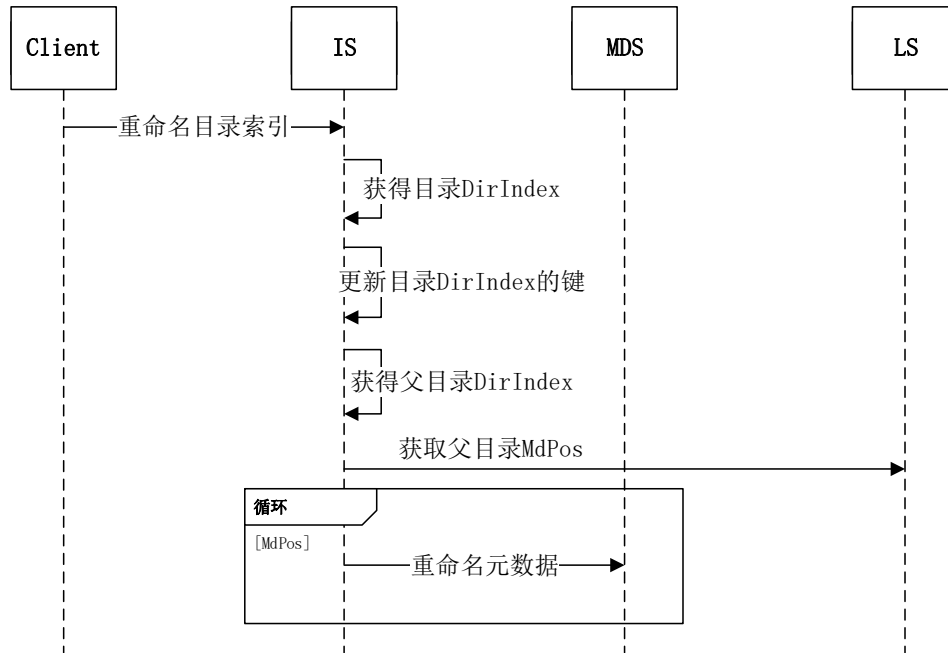 Client
IS
MDS
LS
重命名目录索引
获得目录DirIndex
更新目录DirIndex的键
获得父目录DirIndex
获取父目录MdPos
循环
[MdPos]
重命名元数据